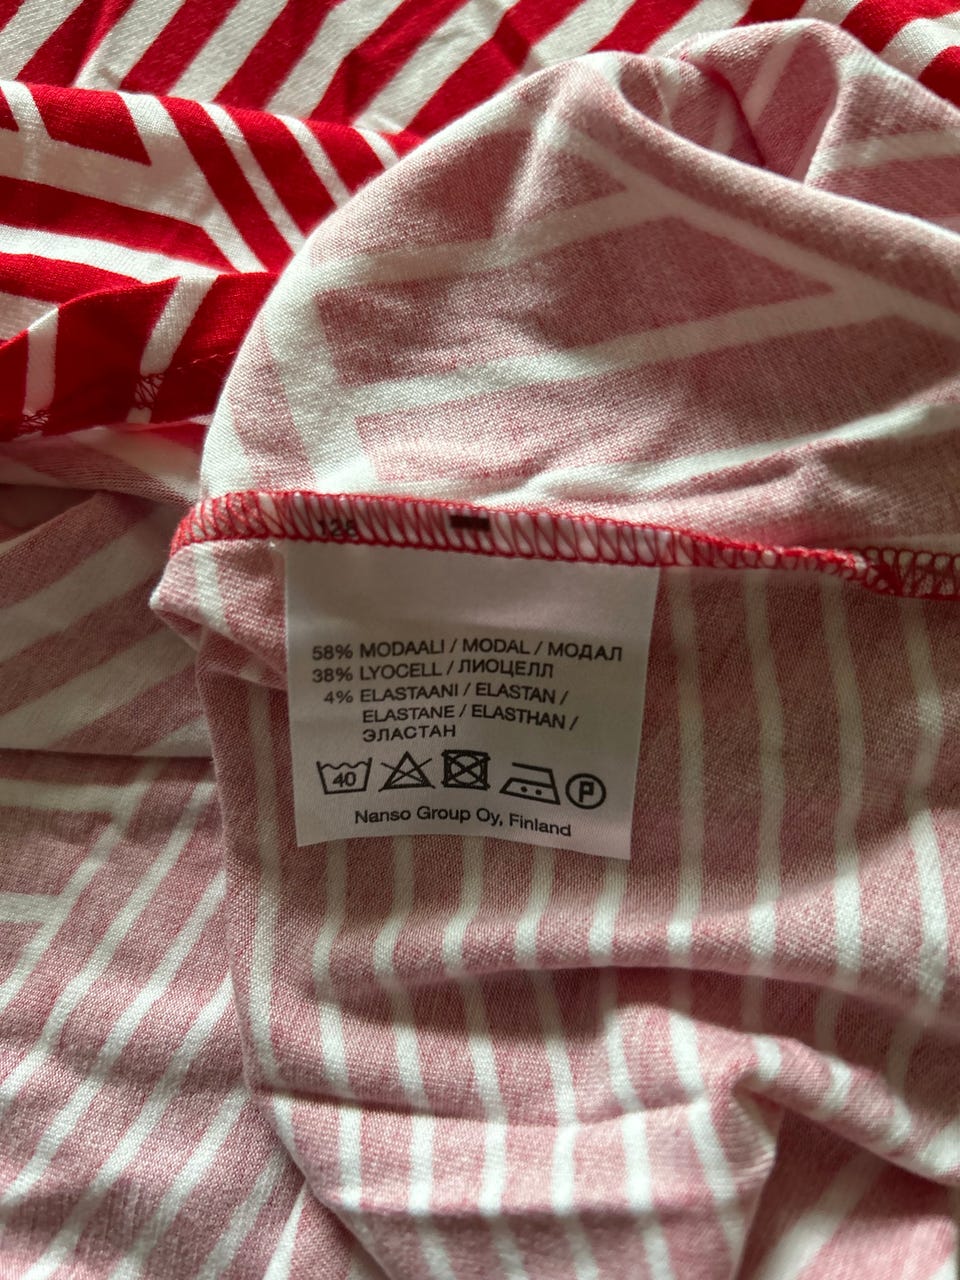 58% MODAALI / MODAL / МОДАЛ
38% LYOCELL / ЛИОЦЕЛЛ
4% ELASTAANI / ELASTAN /
ELASTANE / ELASTHAN /
ЭЛАСТАН
40 P
Nanso Group Oy, Finland